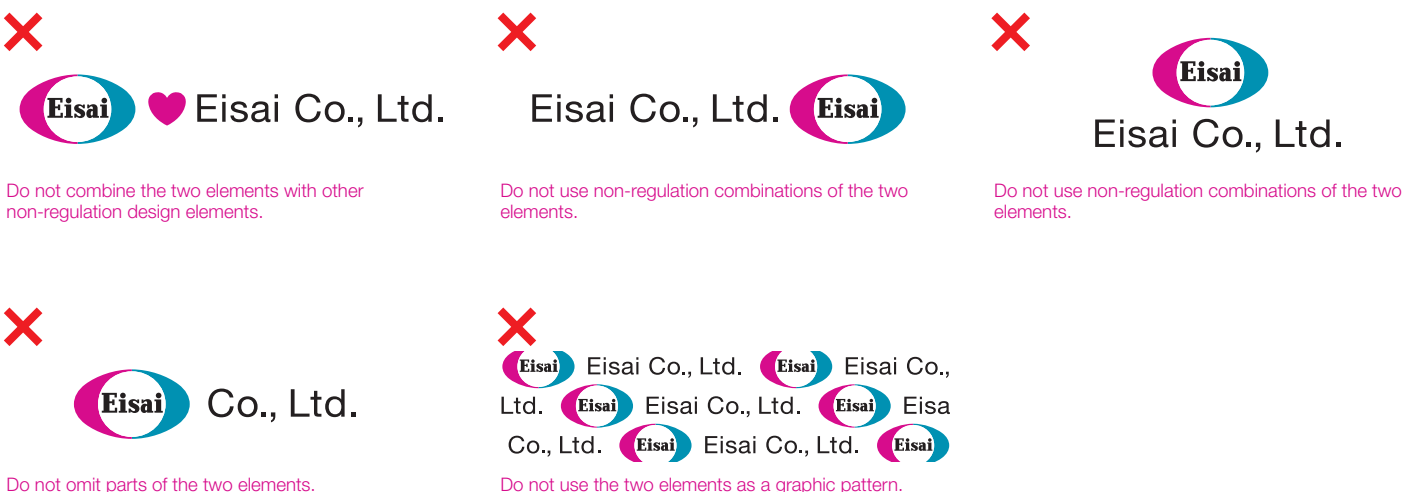 Eisai Eisai Co., Ltd.
Do not combine the two elements with other
non-regulation design elements.
Eisai Co., Ltd. Eisai
Do not use non-regulation combinations of the two
elements.
Eisai
Eisai Co., Ltd.
Do not use non-regulation combinations of the two
elements.
Eisai Co., Ltd.
Do not omit parts of the two elements.
Eisai Eisai Co., Ltd. Eisai Eisai Co.,
Ltd. Eisai Eisai Co., Ltd. Eisai Eisa
Co., Ltd. Eisai Eisai Co., Ltd. Eisai
Do not use the two elements as a graphic pattern.